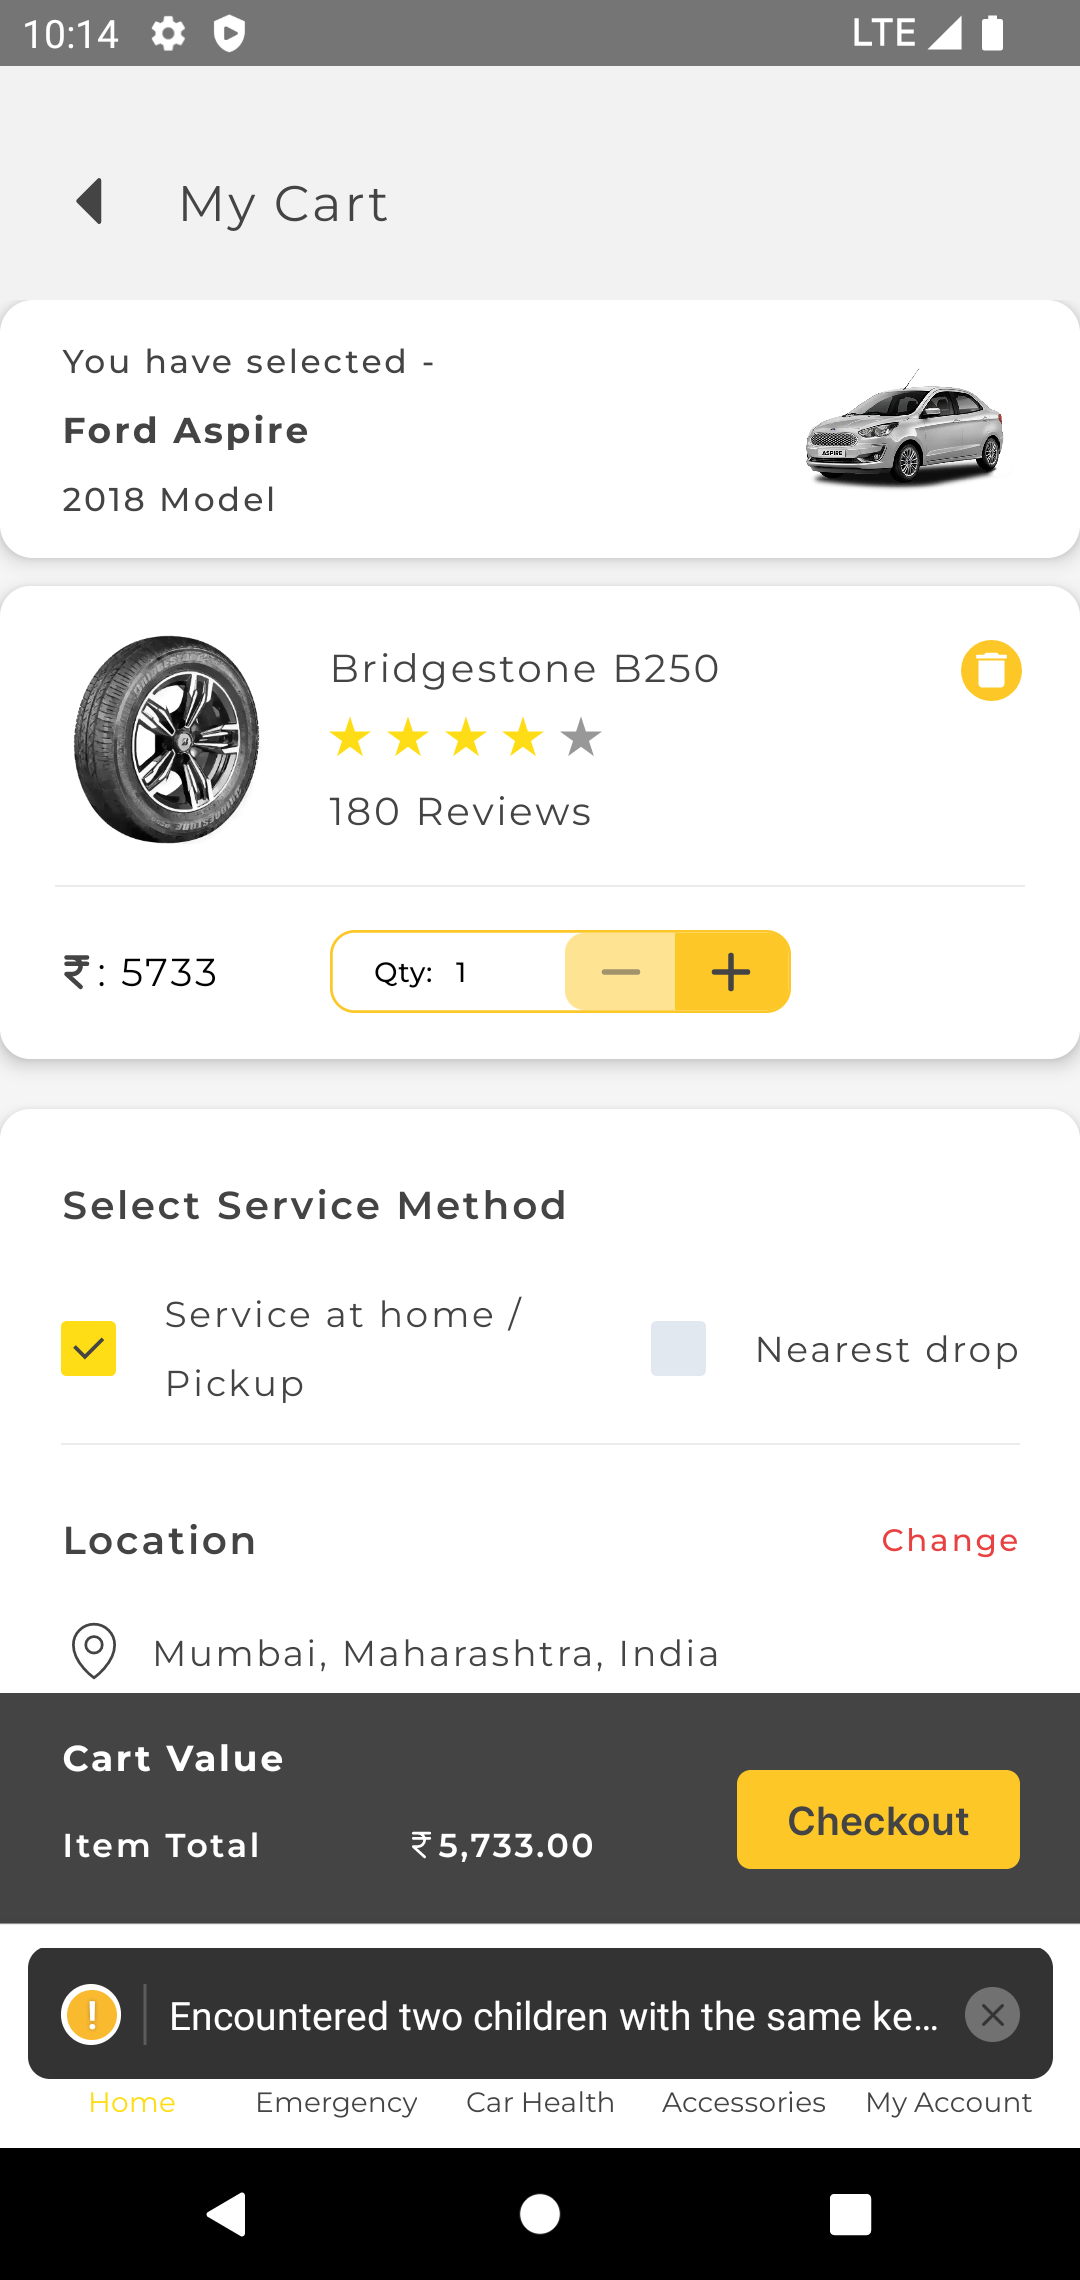 10:14
LTE
My Cart
You have selected -
Ford Aspire
2018 Model
ASPIRE
Bridgestone B250
180 Reviews
₹ : 5733
Qty: 1
Select Service Method
Service at home /
Pickup
Nearest drop
Location
Change
Mumbai, Maharashtra, India
Cart Value
Item Total
₹ 5,733.00
Checkout
Encountered two children with the same ke...
Home
Emergency
Car Health
Accessories
My Account